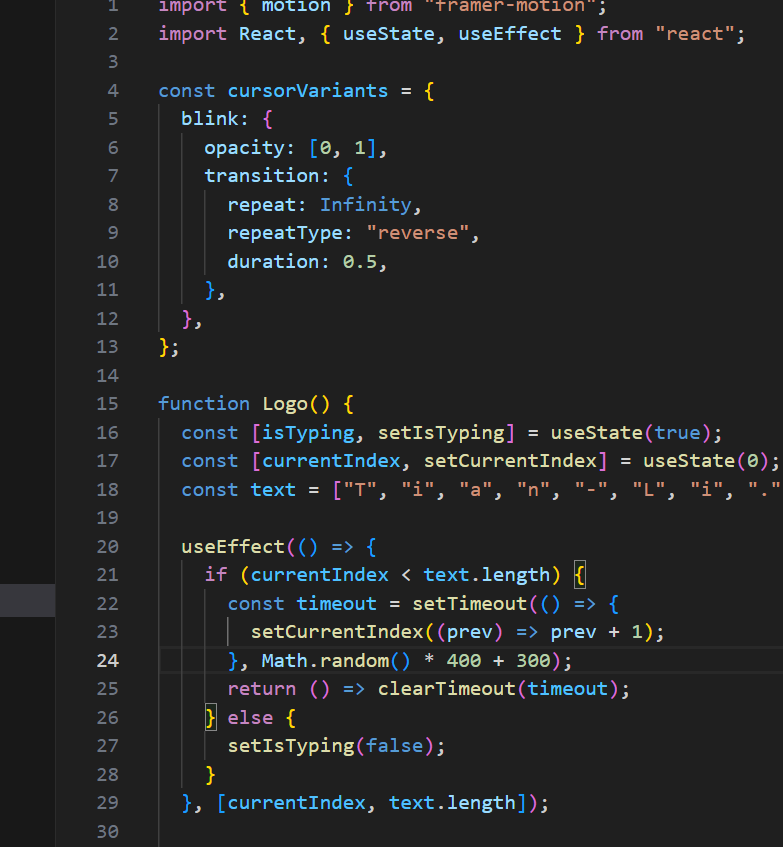 1 import { motion } from "framer-motion";
2 import React, { useState, useEffect } from "react";
3
4 const cursorVariants = {
5   blink: {
6     opacity: [0, 1],
7     transition: {
8       repeat: Infinity,
9       repeatType: "reverse",
10       duration: 0.5,
11     },
12   },
13 };
14
15 function Logo() {
16   const [isTyping, setIsTyping] = useState(true);
17   const [currentIndex, setCurrentIndex] = useState(0);
18   const text = ["T", "i", "a", "n", "-", "L", "i", "."
19
20   useEffect(() => {
21     if (currentIndex < text.length) {
22       const timeout = setTimeout(() => {
23         setCurrentIndex((prev) => prev + 1);
24       }, Math.random() * 400 + 300);
25       return () => clearTimeout(timeout);
26     } else {
27       setIsTyping(false);
28     }
29   }, [currentIndex, text.length]);
30